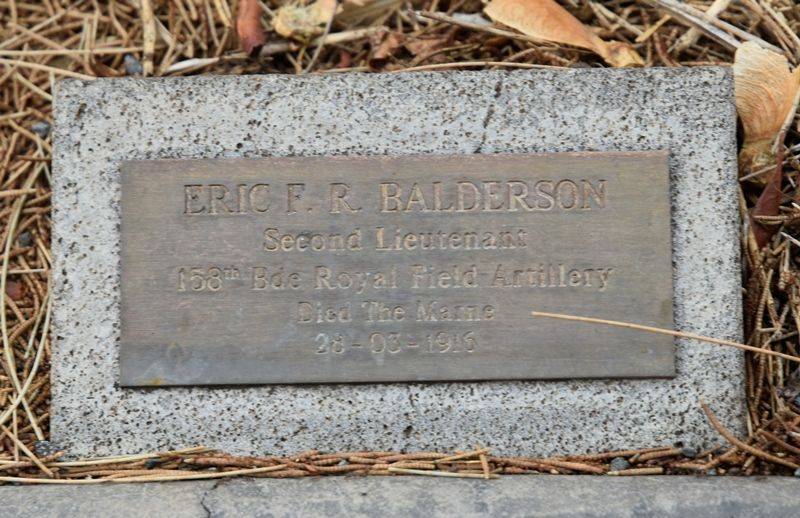 ERIC F. R. BALDERSON
Second Lieutenant
158th Bde Royal Field Artillery
Died The Marne
28-03-1916